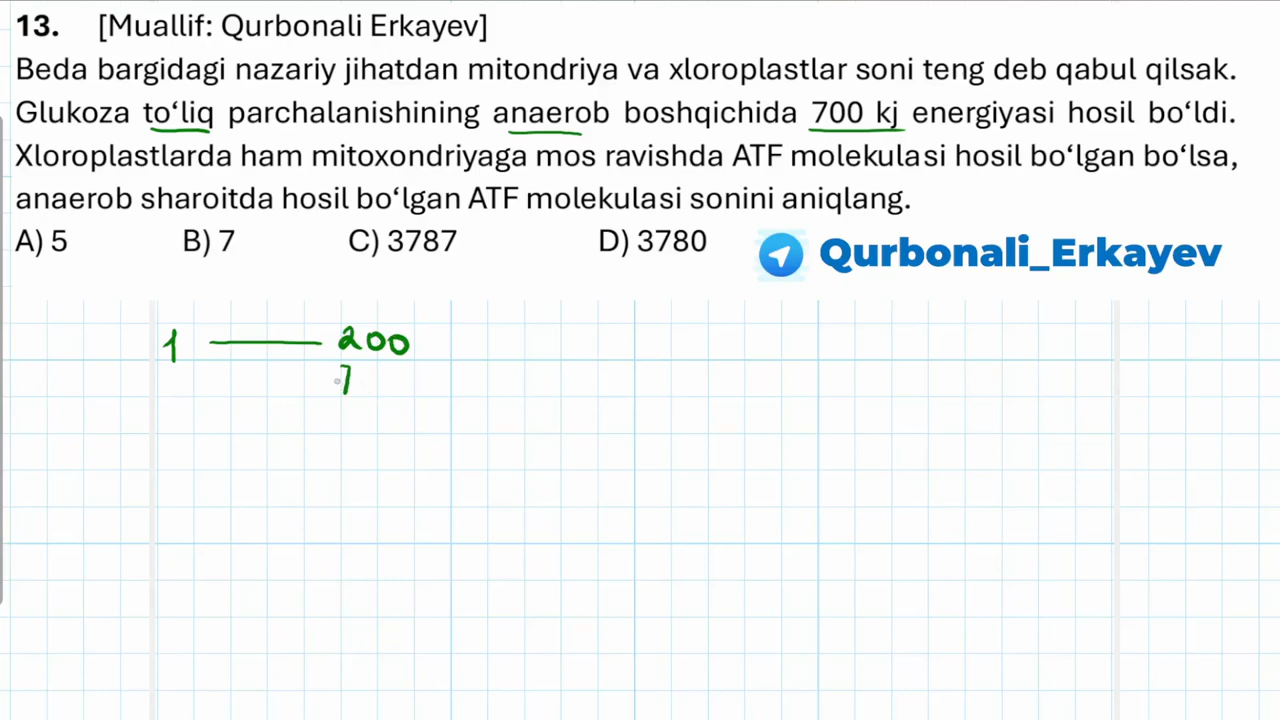 13. [Muallif: Qurbonali Erkayev]
Beda bargidagi nazariy jihatdan mitondriya va xloroplastlar soni teng deb qabul qilsak.
Glukoza to‘liq parchalanishining anaerob boshqichida 700 kj energiyasi hosil bo‘ldi.
Xloroplastlarda ham mitoxondriyaga mos ravishda ATF molekulasi hosil bo‘lgan bo‘lsa,
anaerob sharoitda hosil bo‘lgan ATF molekulasi sonini aniqlang.
A) 5 B) 7 C) 3787 D) 3780
Qurbonali_Erkayev
1 —— 200
7